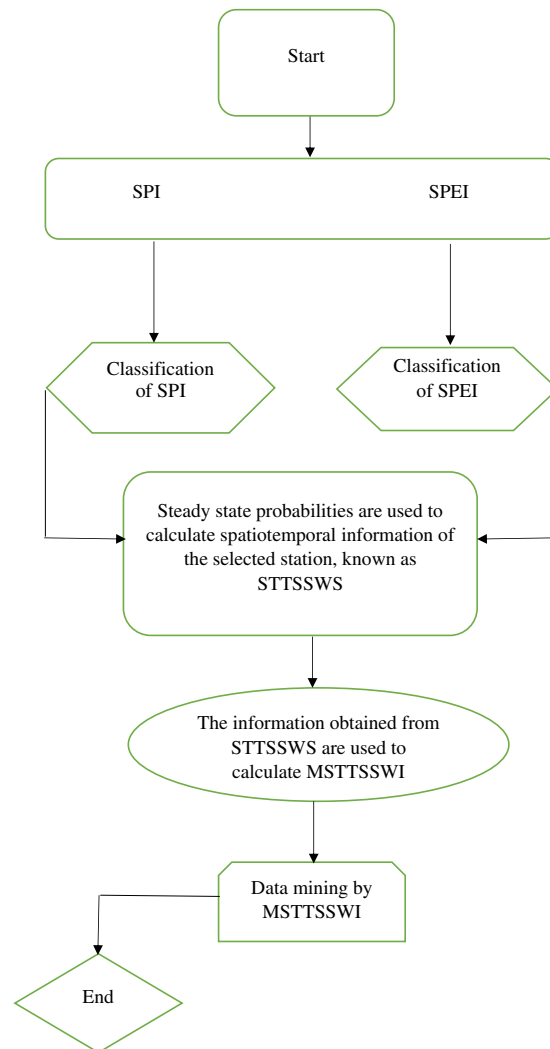 Start
SPI
SPEI
Classification
of SPI
Classification
of SPEI
Steady state probabilities are used to
calculate spatiotemporal information of
the selected station, known as
STTSSWS
The information obtained from
STTSSWS are used to
calculate MSTTSSWI
Data mining by
MSTTSSWI
End